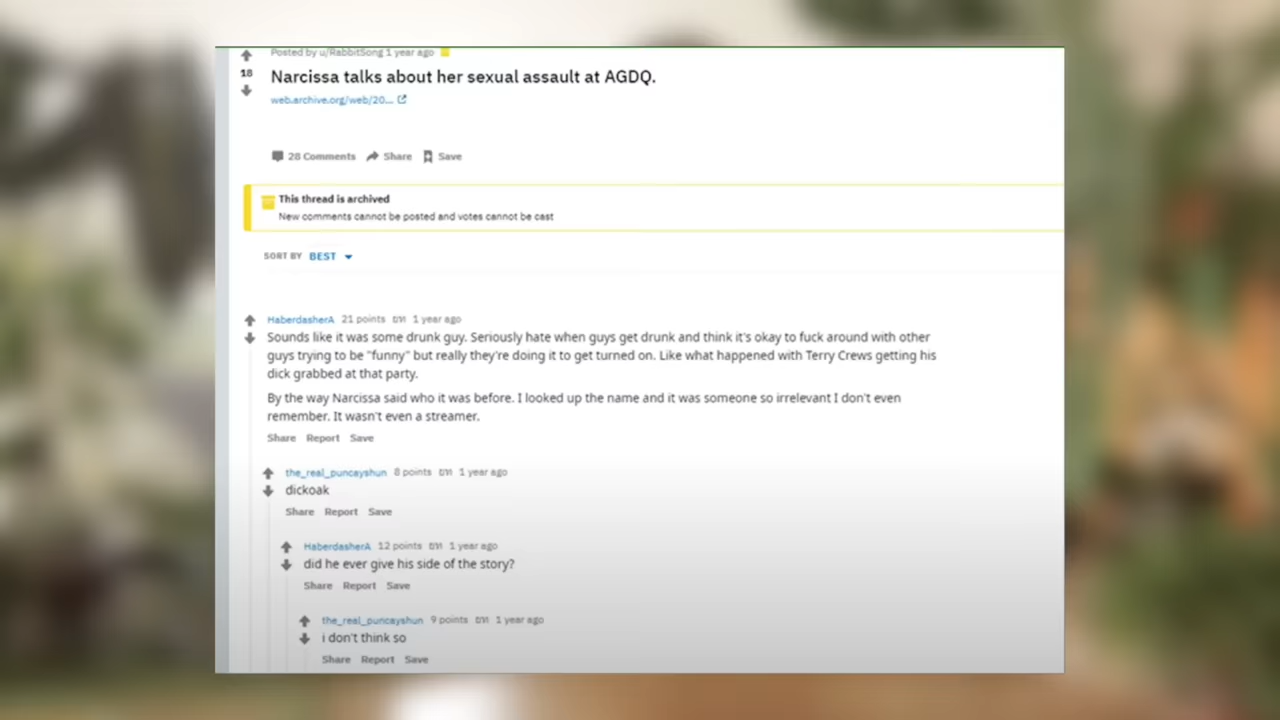 Posted by u/RabbitSong 1 year ago
18
Narcissa talks about her sexual assault at AGDQ.
web.archive.org/web/20...
28 Comments Share Save
This thread is archived
New comments cannot be posted and votes cannot be cast
SORT BY BEST
HaberdasherA 21 points 1 year ago
Sounds like it was some drunk guy. Seriously hate when guys get drunk and think it's okay to fuck around with other
guys trying to be "funny" but really they're doing it to get turned on. Like what happened with Terry Crews getting his
dick grabbed at that party.
By the way Narcissa said who it was before. I looked up the name and it was someone so irrelevant I don't even
remember. It wasn't even a streamer.
Share Report Save
the_real_puncayshun 8 points 1 year ago
dickoak
Share Report Save
HaberdasherA 12 points 1 year ago
did he ever give his side of the story?
Share Report Save
the_real_puncayshun 9 points 1 year ago
i don't think so
Share Report Save